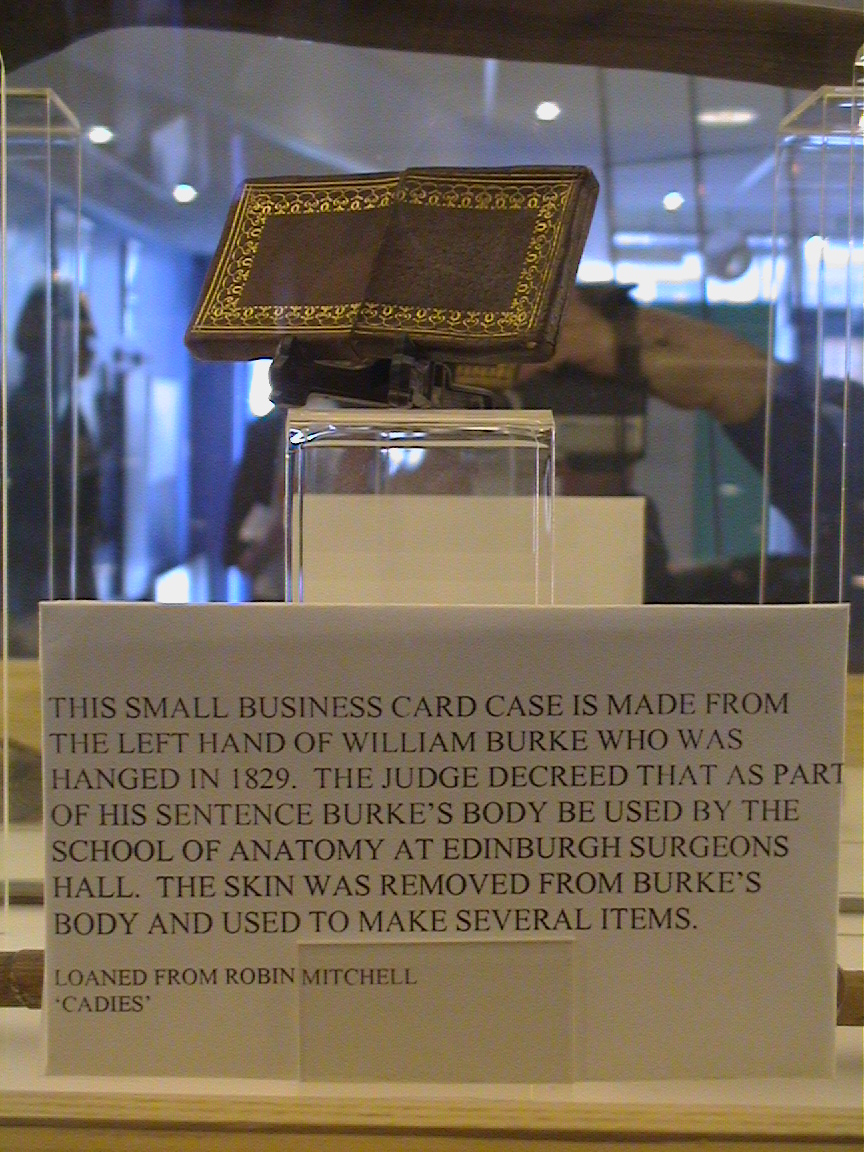 THIS SMALL BUSINESS CARD CASE IS MADE FROM
THE LEFT HAND OF WILLIAM BURKE WHO WAS
HANGED IN 1829. THE JUDGE DECREED THAT AS PART
OF HIS SENTENCE BURKE'S BODY BE USED BY THE
SCHOOL OF ANATOMY AT EDINBURGH SURGEONS
HALL. THE SKIN WAS REMOVED FROM BURKE'S
BODY AND USED TO MAKE SEVERAL ITEMS.
LOANED FROM ROBIN MITCHELL
'CADIES'